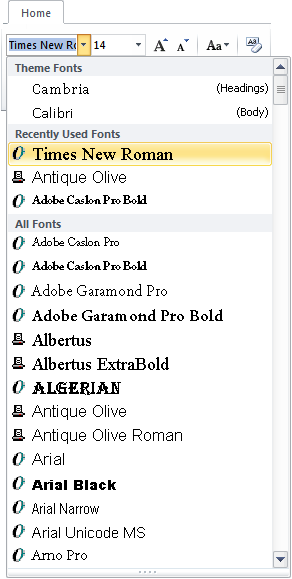 Home
Times New Ro 14 A A Aa Aa
Theme Fonts
Cambria (Headings)
Calibri (Body)
Recently Used Fonts
Times New Roman
Antique Olive
Adobe Caslon Pro Bold
All Fonts
Adobe Caslon Pro
Adobe Caslon Pro Bold
Adobe Garamond Pro
Adobe Garamond Pro Bold
Albertus
Albertus ExtraBold
ALGERIAN
Antique Olive
Antique Olive Roman
Arial
Arial Black
Arial Narrow
Arial Unicode MS
Arno Pro